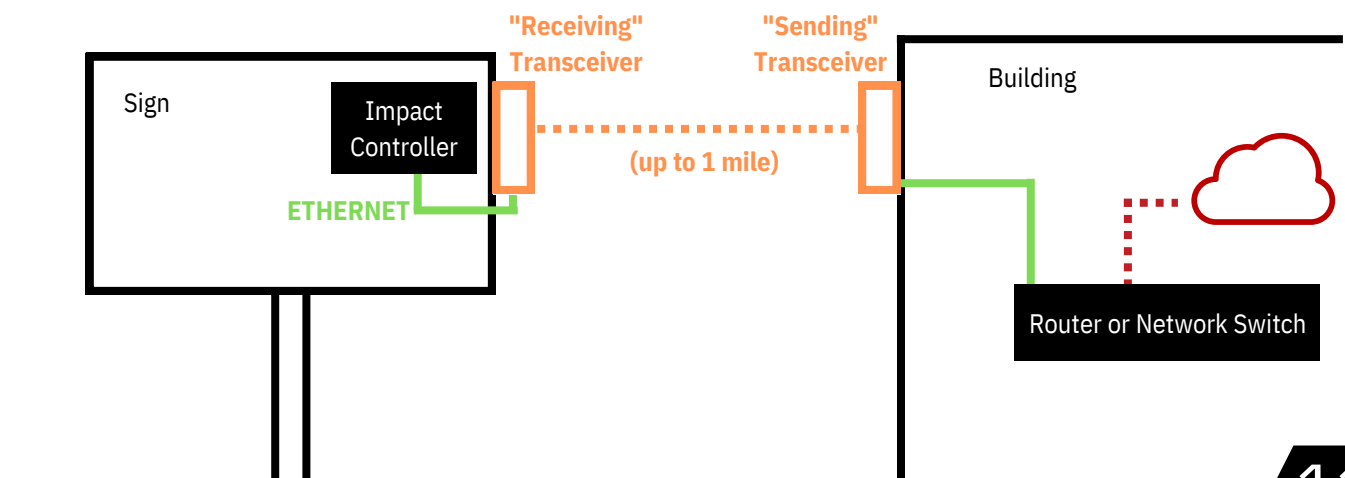 "Receiving"
Transceiver
"Sending"
Transceiver
Sign
Impact
Controller
Building
(up to 1 mile)
ETHERNET
Router or Network Switch